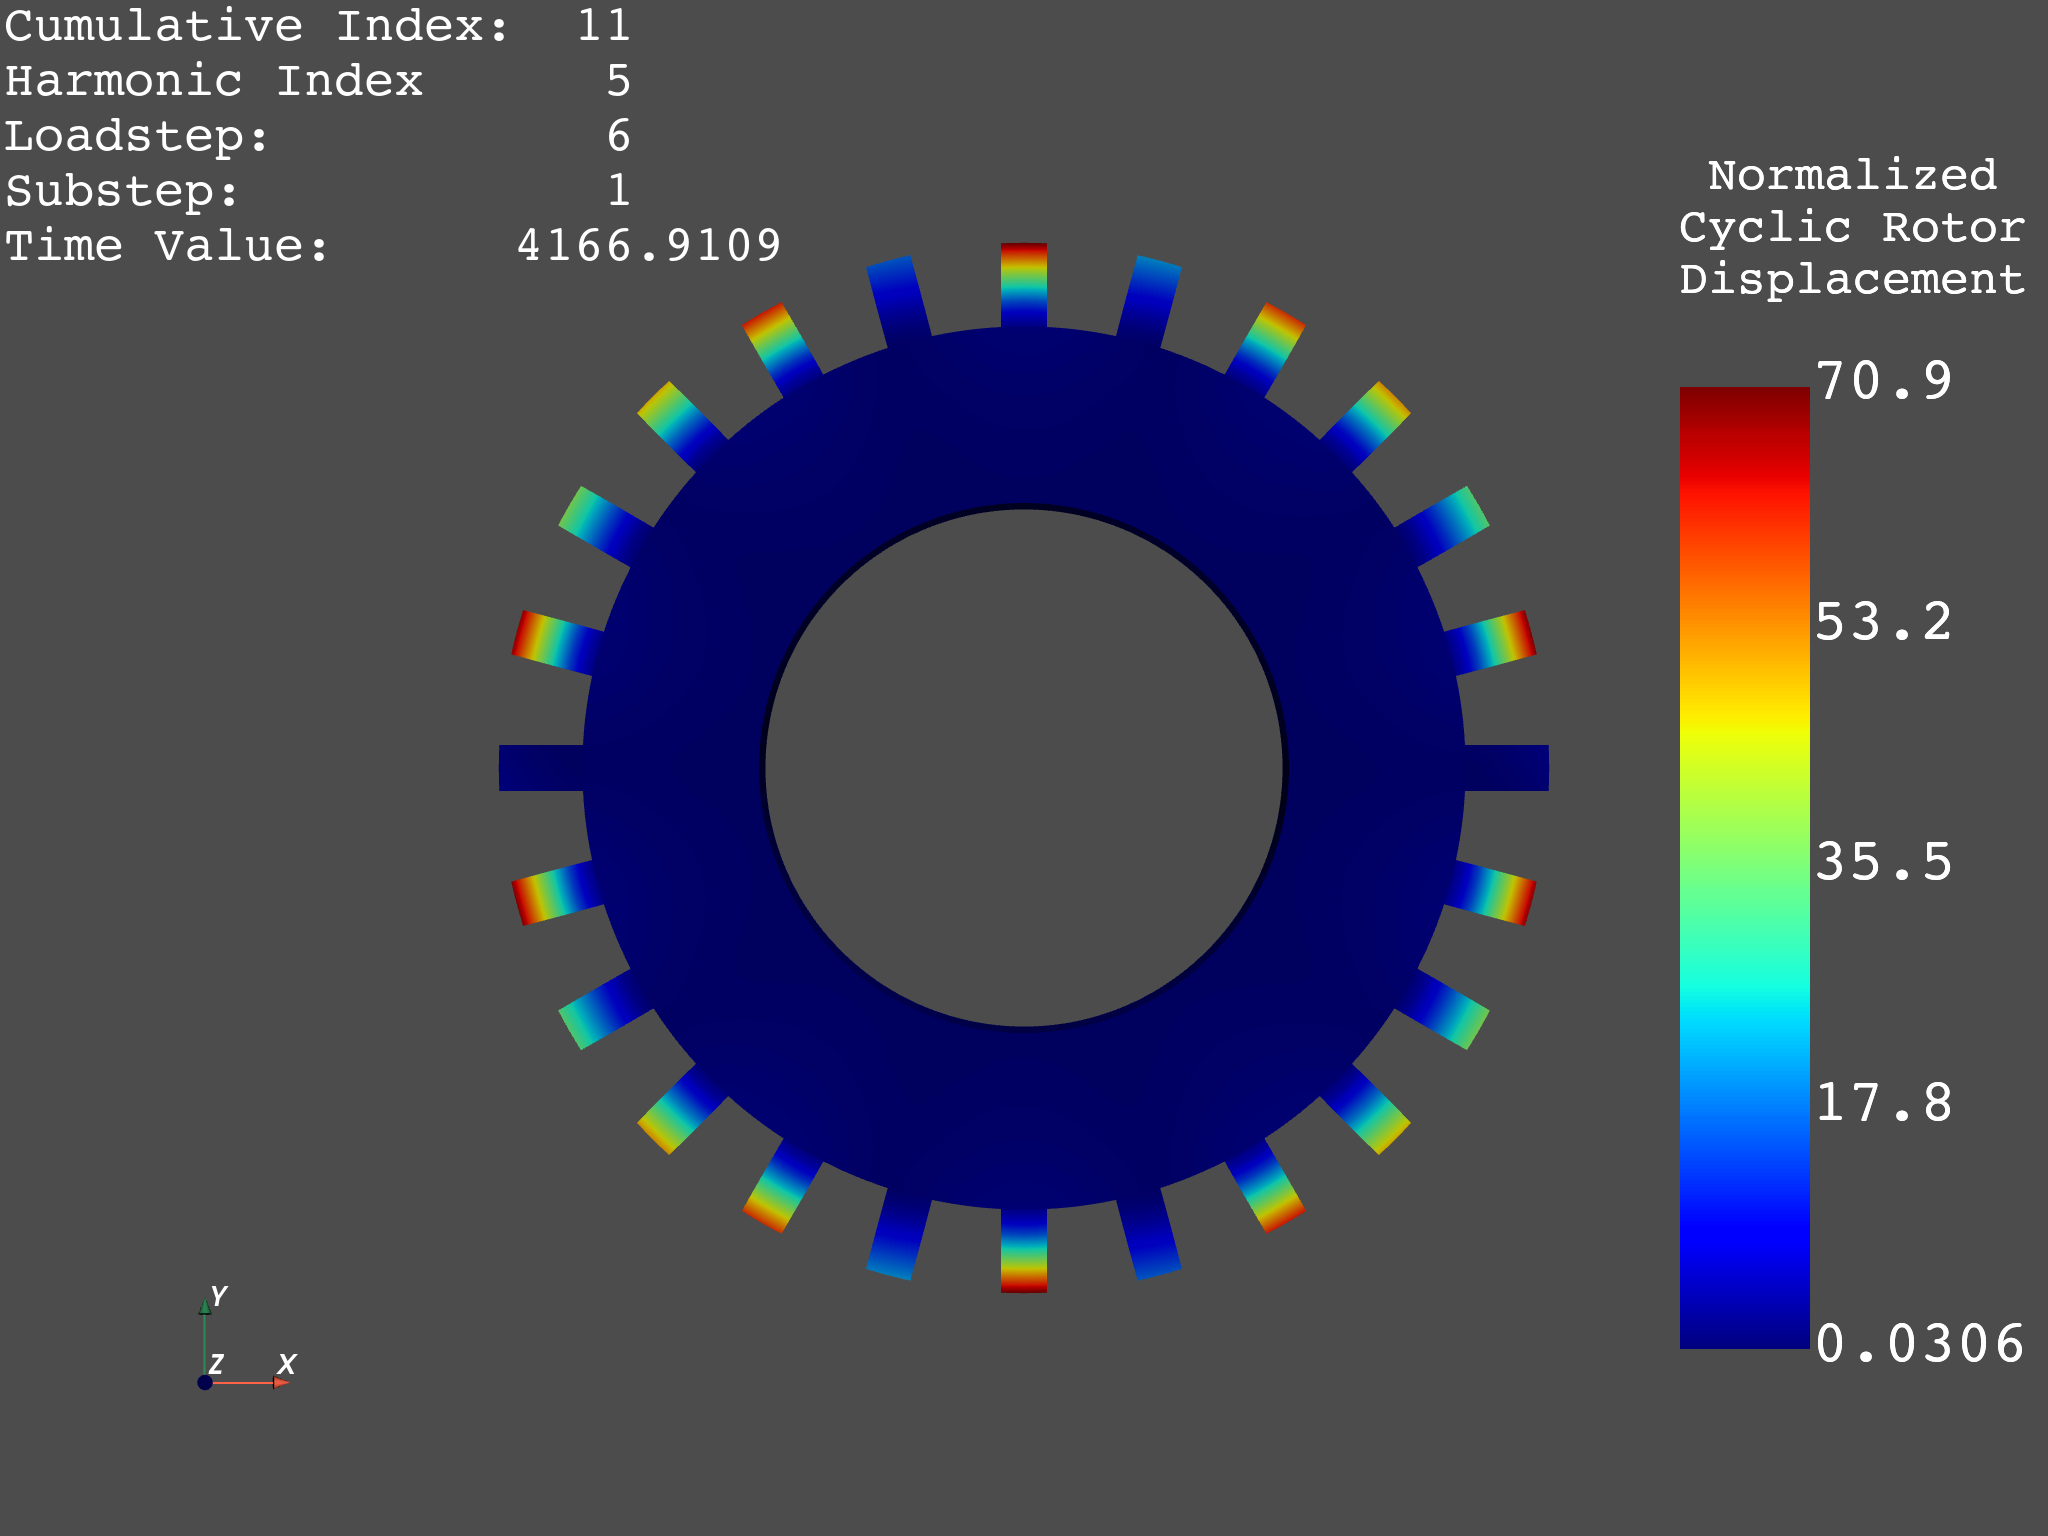 Cumulative Index: 11
Harmonic Index 5
Loadstep: 6
Substep: 1
Time Value: 4166.9109
Normalized
Cyclic Rotor
Displacement
70.9
53.2
35.5
17.8
0.0306
Y
Z X